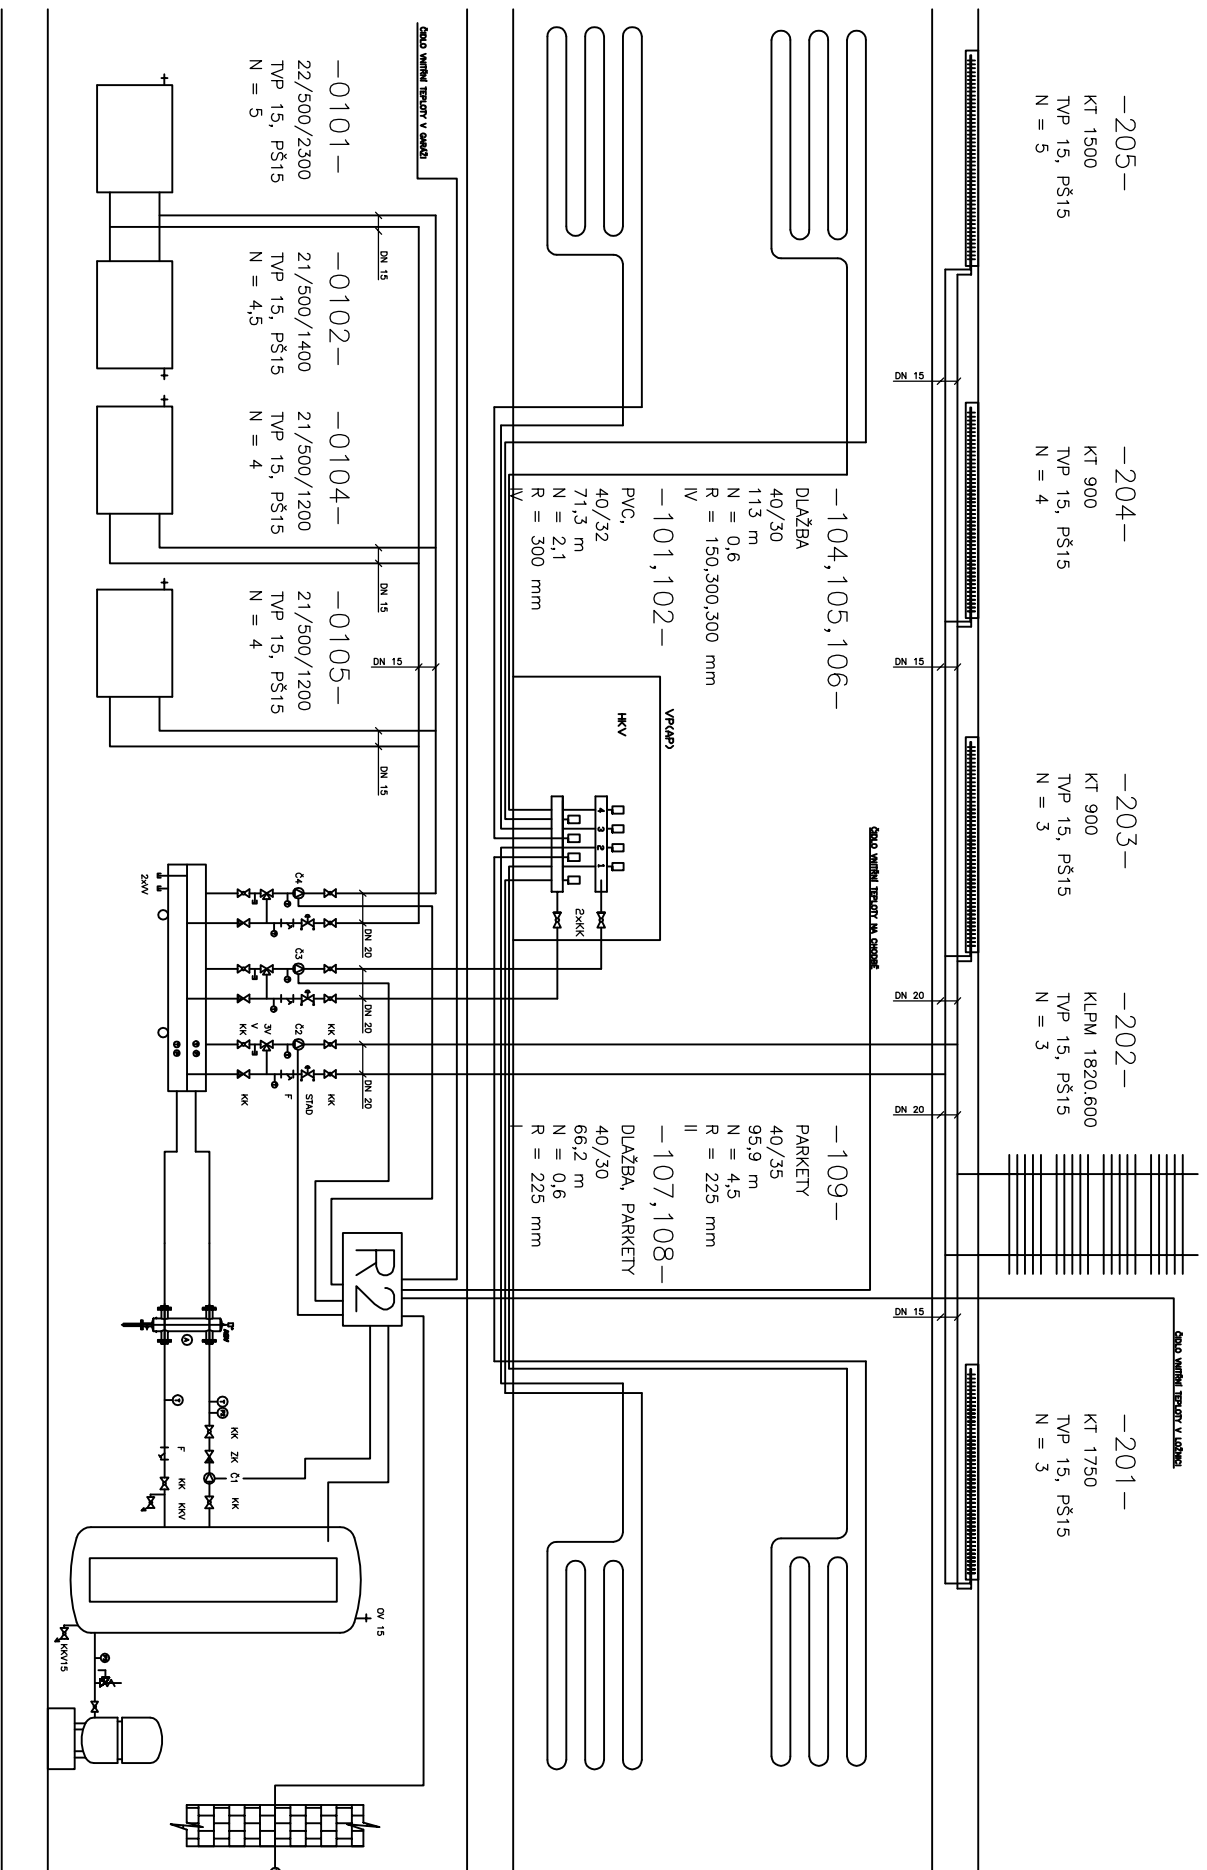 -205-
KT 1500
TVP 15, PŠ15
N = 5
-204-
KT 900
TVP 15, PŠ15
N = 4
-203-
KT 900
TVP 15, PŠ15
N = 3
-202-
KLPM 1820.600
TVP 15, PŠ15
N = 3
-201-
KT 1750
TVP 15, PŠ15
N = 3
ČIDLO VNITŘNÍ TEPLOTY V LOŽNICI
DN 15
DN 15
DN 20
DN 20
DN 15
ČIDLO VNITŘNÍ TEPLOTY NA CHODBĚ
-104,105,106-
DLAŽBA
40/30
113 m
N = 0,6
R = 150,300,300 mm
IV
-101,102-
PVC,
40/32
71,3 m
N = 2,1
R = 300 mm
IV
VP(AP)
HKV
4
3
2
1
2xKK
-109-
PARKETY
40/35
95,9 m
N = 4,5
R = 225 mm
II
-107,108-
DLAŽBA, PARKETY
40/30
66,2 m
N = 0,6
R = 225 mm
I
ČIDLO VNITŘNÍ TEPLOTY V GARÁŽI
-0101-
22/500/2300
TVP 15, PŠ15
N = 5
-0102-
21/500/1400
TVP 15, PŠ15
N = 4,5
-0104-
21/500/1200
TVP 15, PŠ15
N = 4
-0105-
21/500/1200
TVP 15, PŠ15
N = 4
DN 15
DN 15
DN 15
DN 15
DN 20
DN 20
DN 20
Č4
Č3
Č2
KK
KK
STAD
F
3V
V
KK
KK
2xVV
R2
AOV
A
T
T
KK
ZK
Č1
KK
F
KK
KKV
OV 15
KKV15